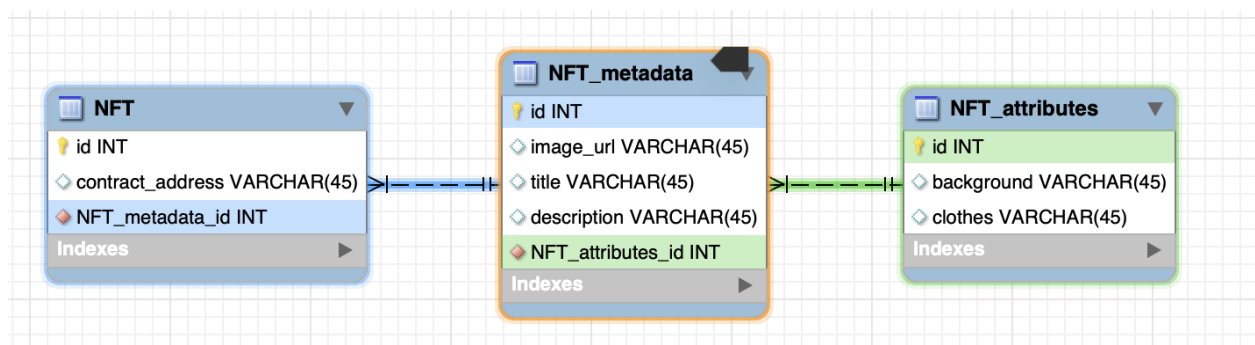 NFT
id INT
contract_address VARCHAR(45)
NFT_metadata_id INT
Indexes
NFT_metadata
id INT
image_url VARCHAR(45)
title VARCHAR(45)
description VARCHAR(45)
NFT_attributes_id INT
Indexes
NFT_attributes
id INT
background VARCHAR(45)
clothes VARCHAR(45)
Indexes